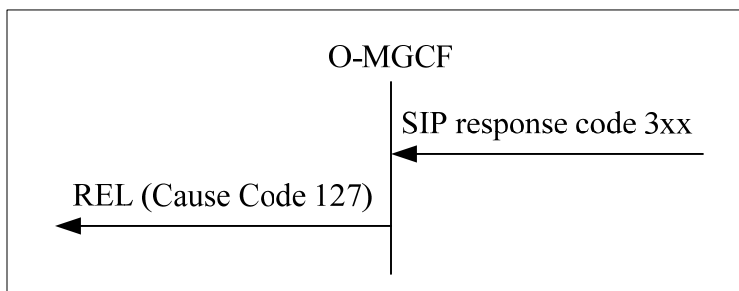 O-MGCF
SIP response code 3xx
REL (Cause Code 127)